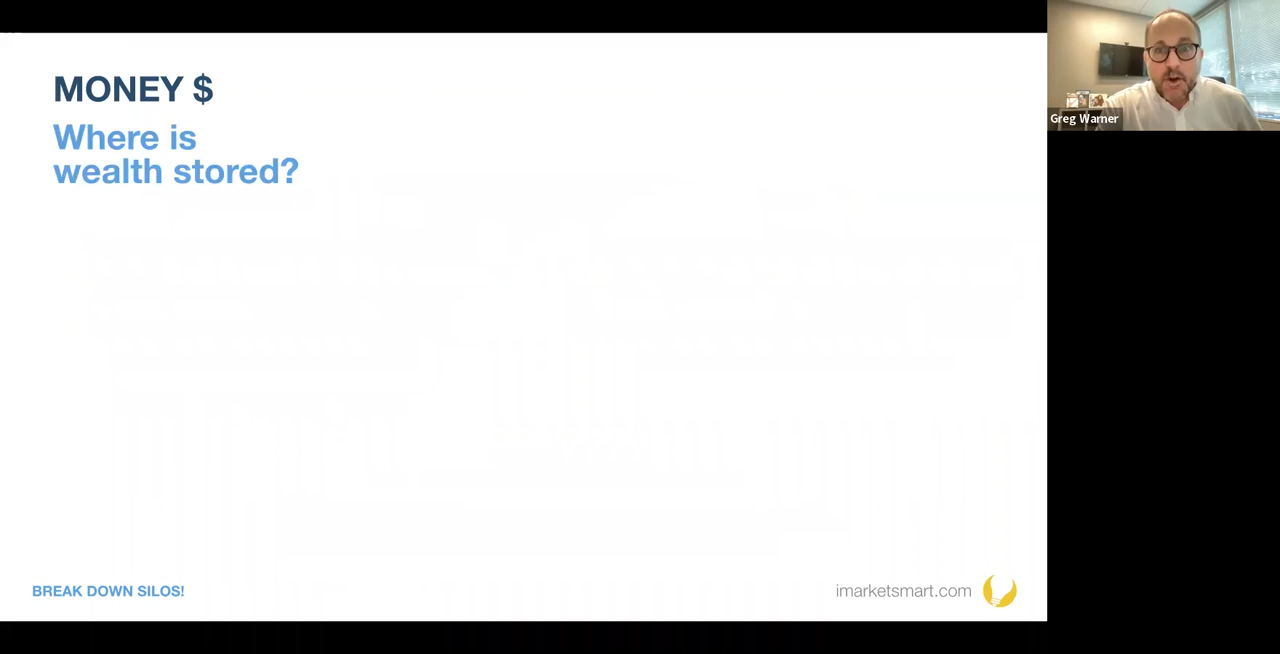 MONEY $
Where is
wealth stored?
BREAK DOWN SILOS!
imarketsmart.com
Greg Warner